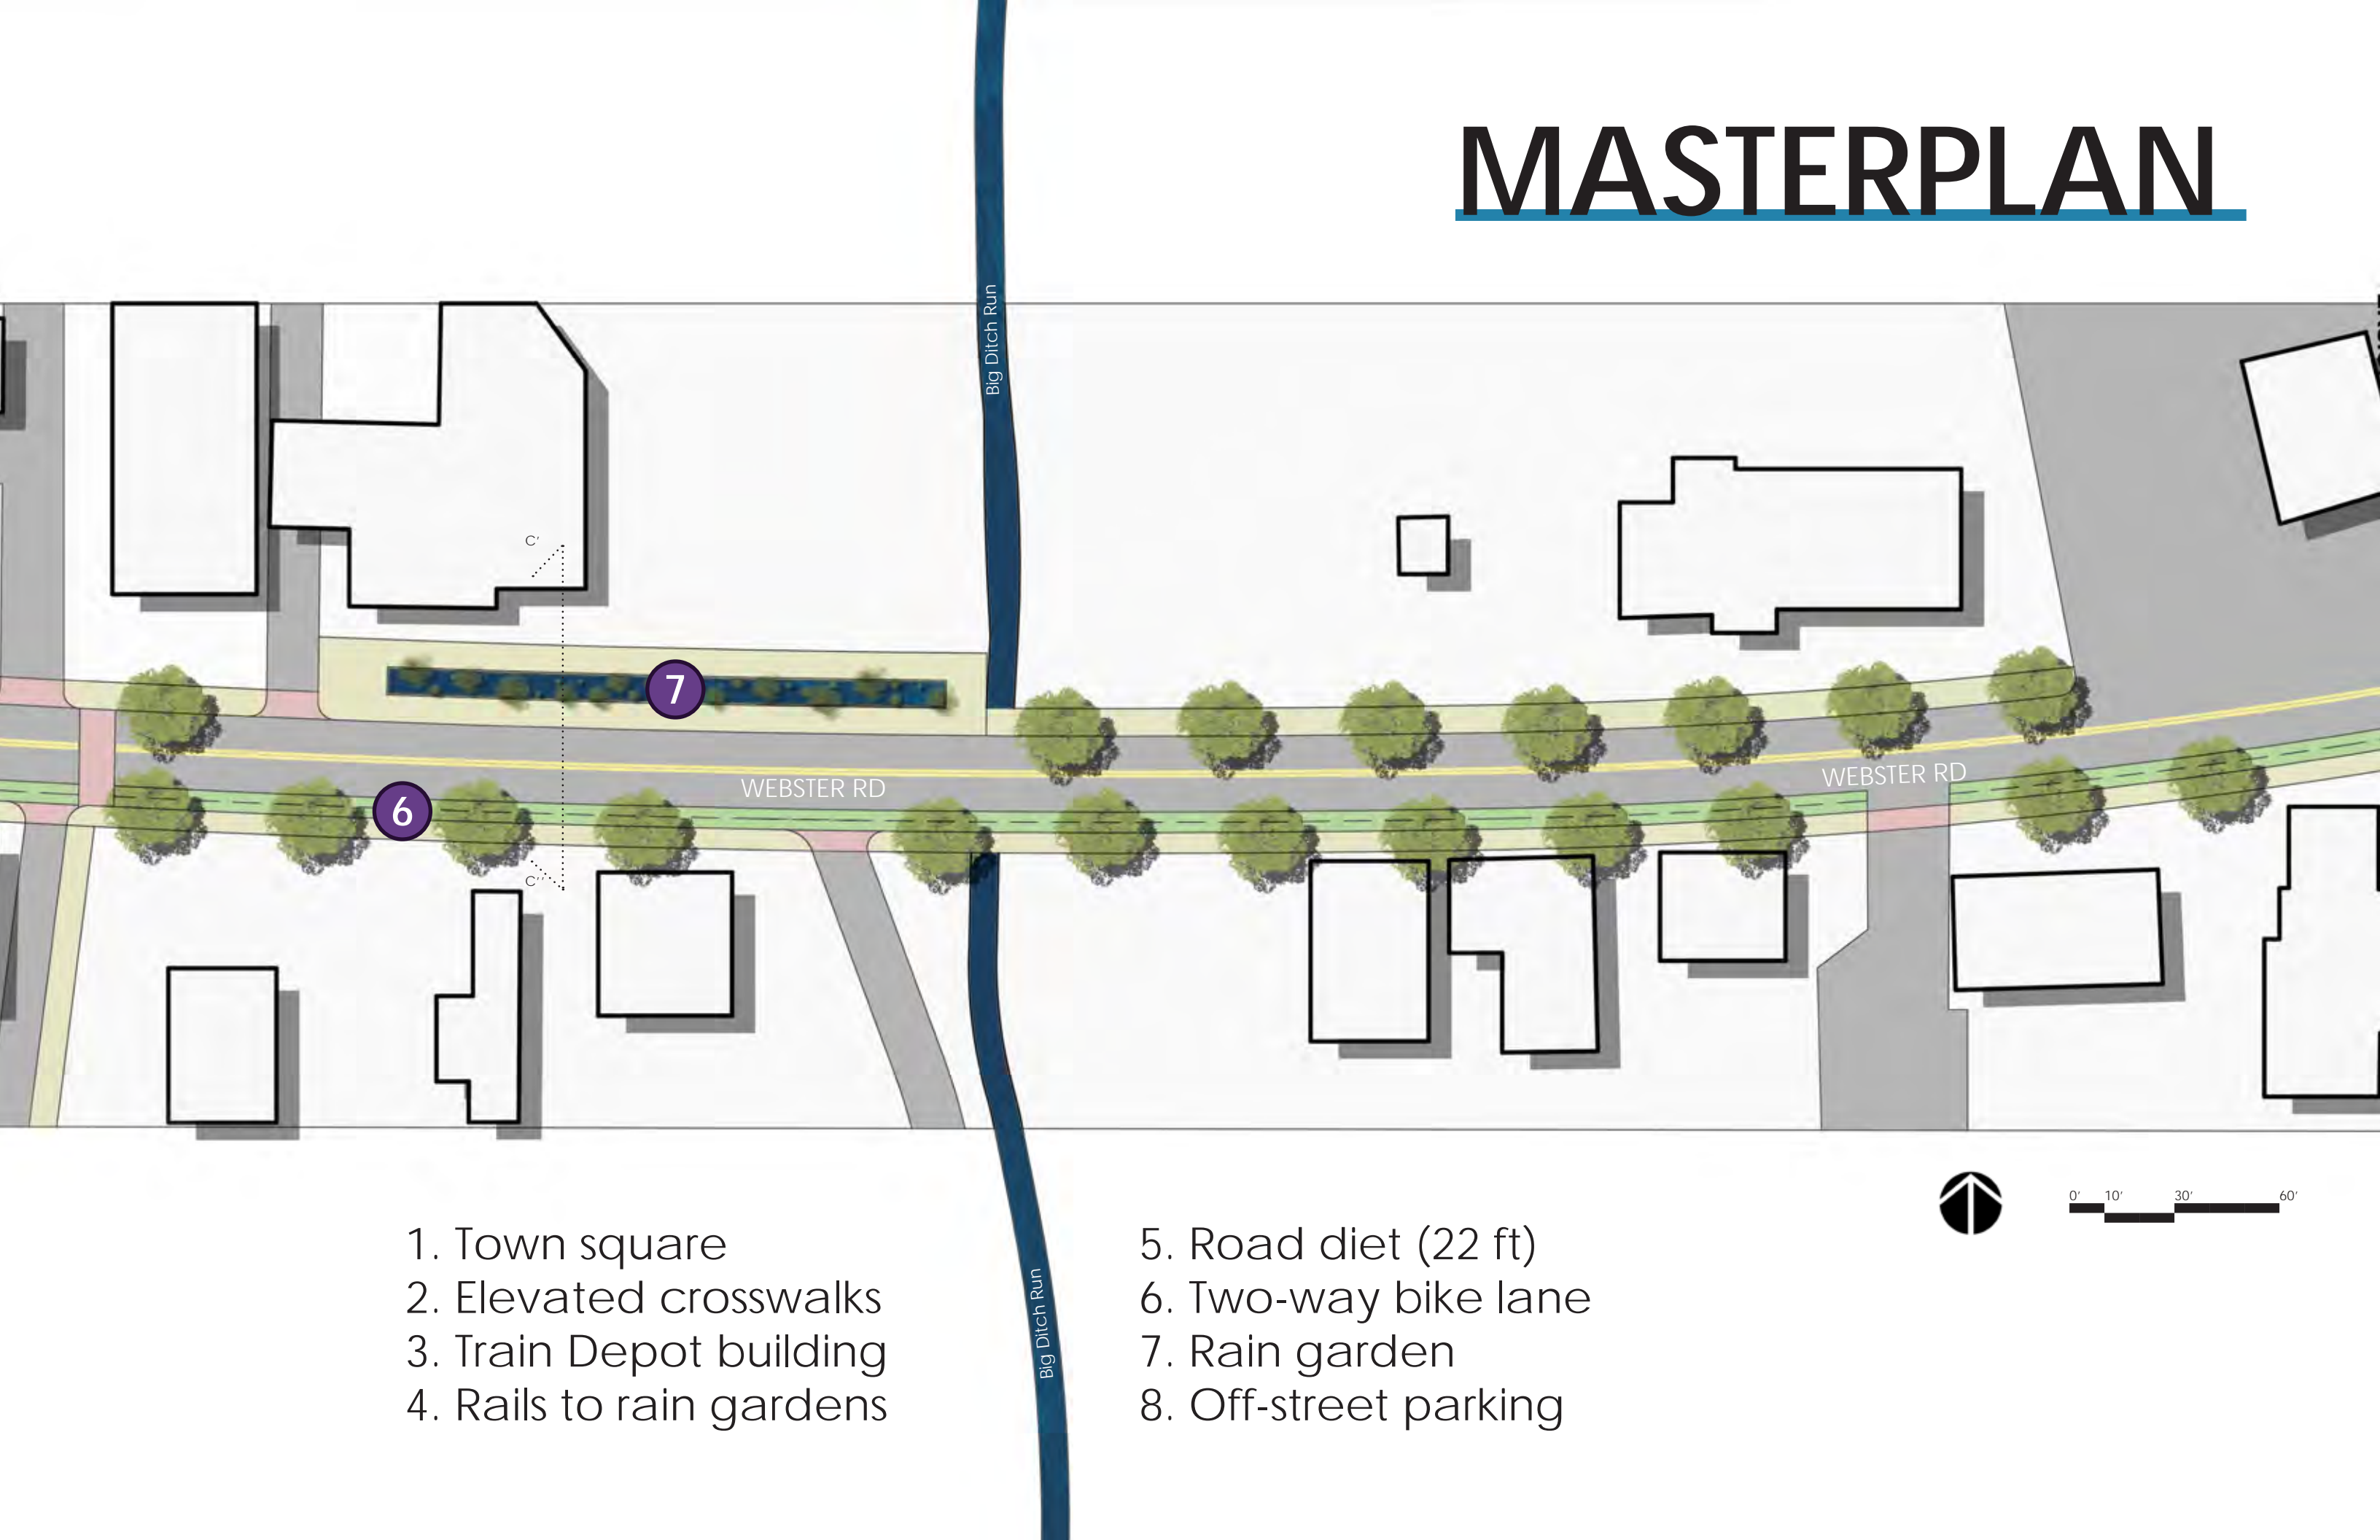 MASTERPLAN
Big Ditch Run
C'
7
WEBSTER RD
WEBSTER RD
6
C'
0' 10' 30' 60'
1. Town square
2. Elevated crosswalks
3. Train Depot building
4. Rails to rain gardens
5. Road diet (22 ft)
6. Two-way bike lane
7. Rain garden
8. Off-street parking
Big Ditch Run